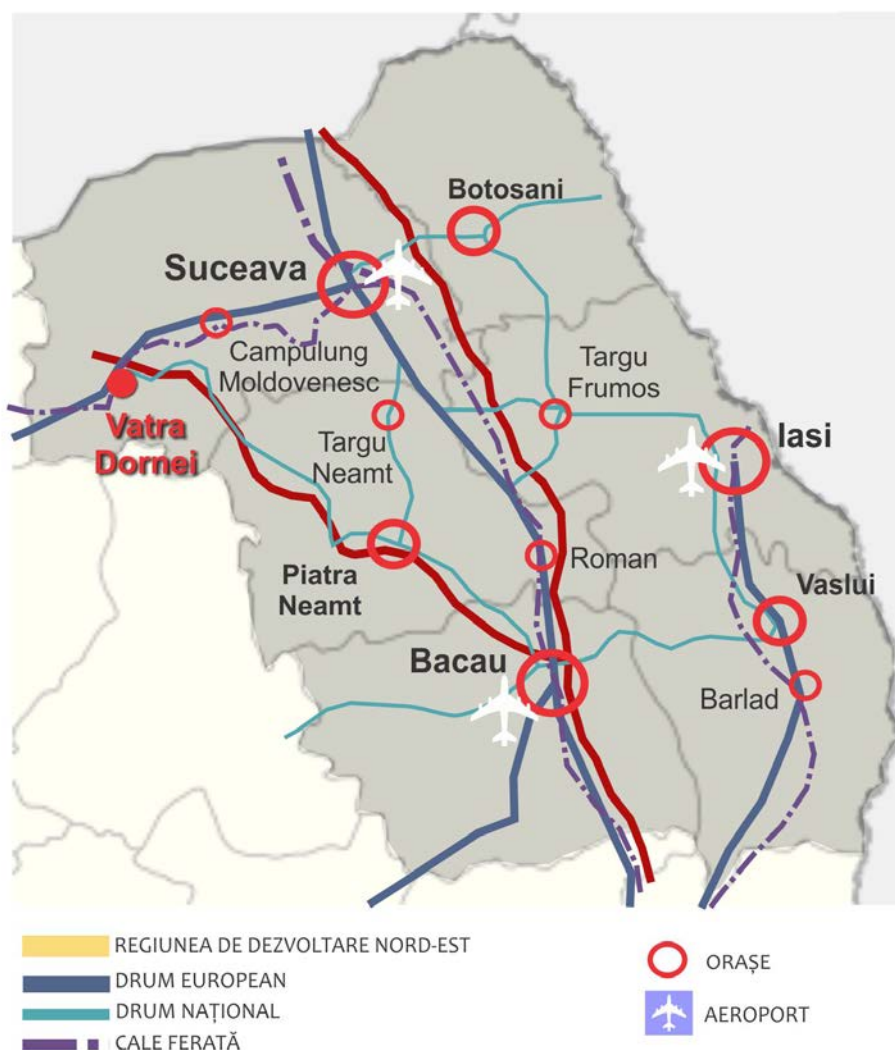 Botosani
Suceava
Campulung
Moldovenesc
Targu
Frumos
Vatra
Dornei
Targu
Neamt
Iasi
Piatra
Neamt
Roman
Vaslui
Bacau
Barlad
REGIUNEA DE DEZVOLTARE NORD-EST
DRUM EUROPEAN
DRUM NAȚIONAL
CALE FERATĂ
ORAȘE
AEROPORT